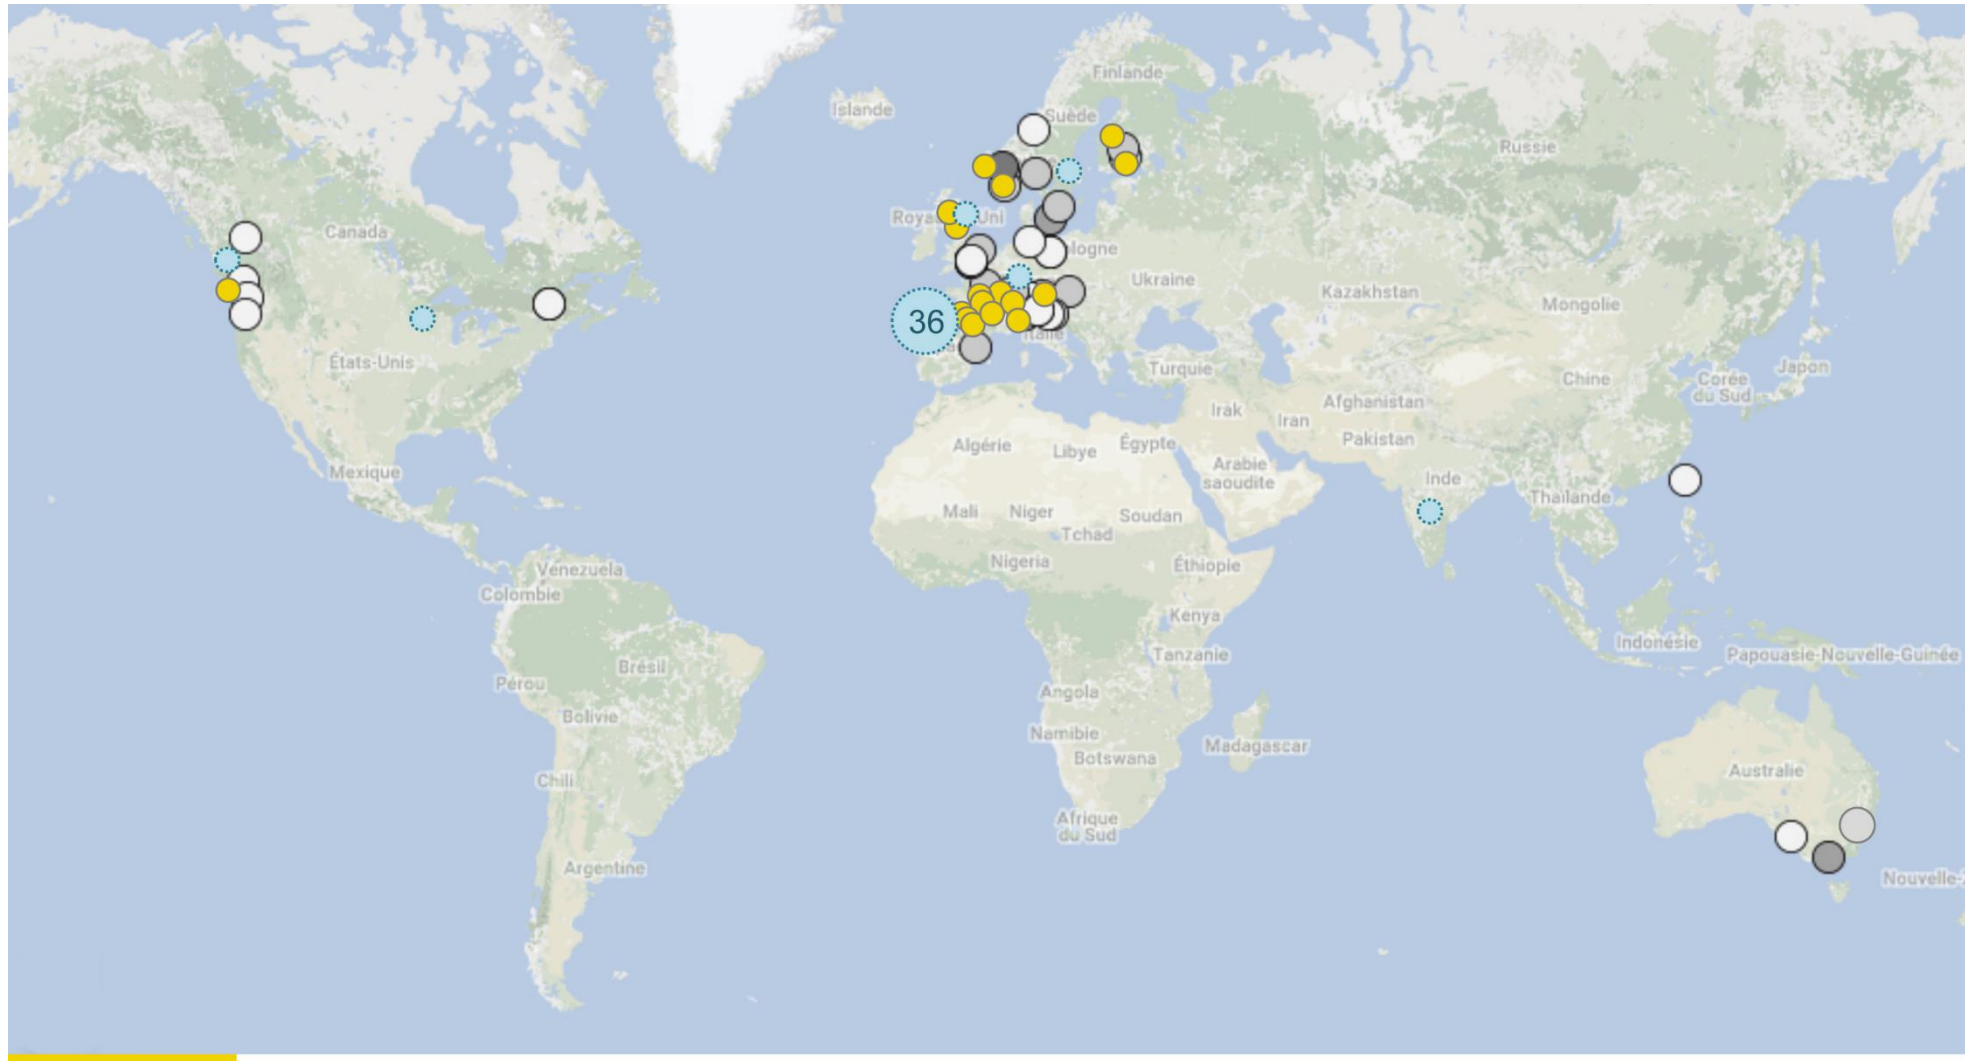 Finlande
Islande
Suède
Russie
Roya
Uni
Canada
logne
Ukraine
Kazakhstan
Mongolie
36
Italie
États-Unis
Turquie
Japon
Chine
Corée
du Sud
Afghanistan
Irak
Iran
Pakistan
Algérie
Libye
Égypte
Arabie
saoudite
Mexique
Inde
Thaïlande
Mali
Niger
Soudan
Tchad
Nigeria
Éthiopie
Venezuela
Colombie
Kenya
Indonésie
Tanzanie
Papouasie-Nouvelle-Guinée
Brésil
Pérou
Angola
Bolivie
Namibie
Madagascar
Botswana
Australie
Chili
Afrique
du Sud
Argentine
Nouvelle-